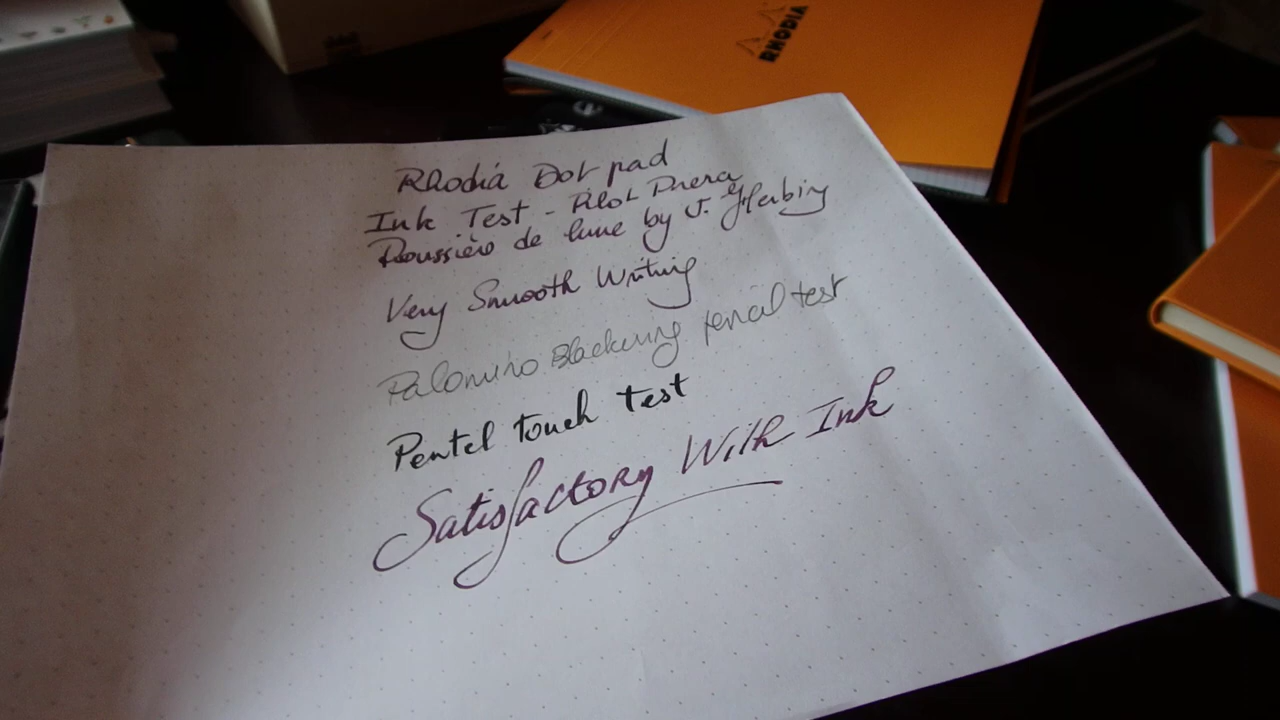 RHODIA
Rhodia Dot pad
Ink Test - Pilot Prera
Poussière de lune by J. Herbin
Very Smooth Writing
Palomino Blackwing pencil test
Pentel touch test
Satisfactory With Ink